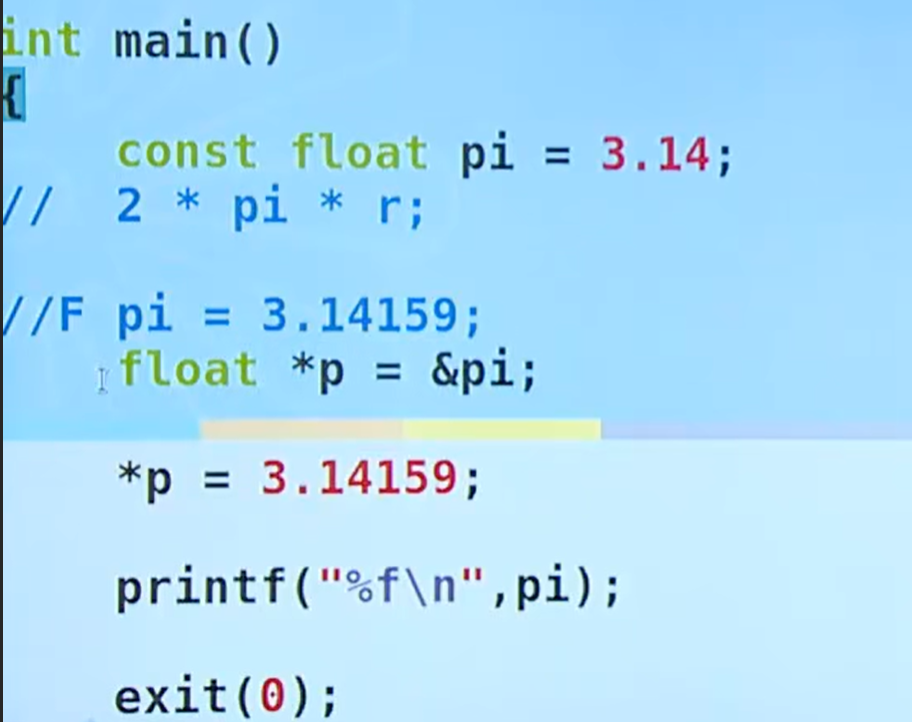 int main()
{
const float pi = 3.14;
// 2 * pi * r;
//F pi = 3.14159;
float *p = &pi;
*p = 3.14159;
printf("%f\n",pi);
exit(0);